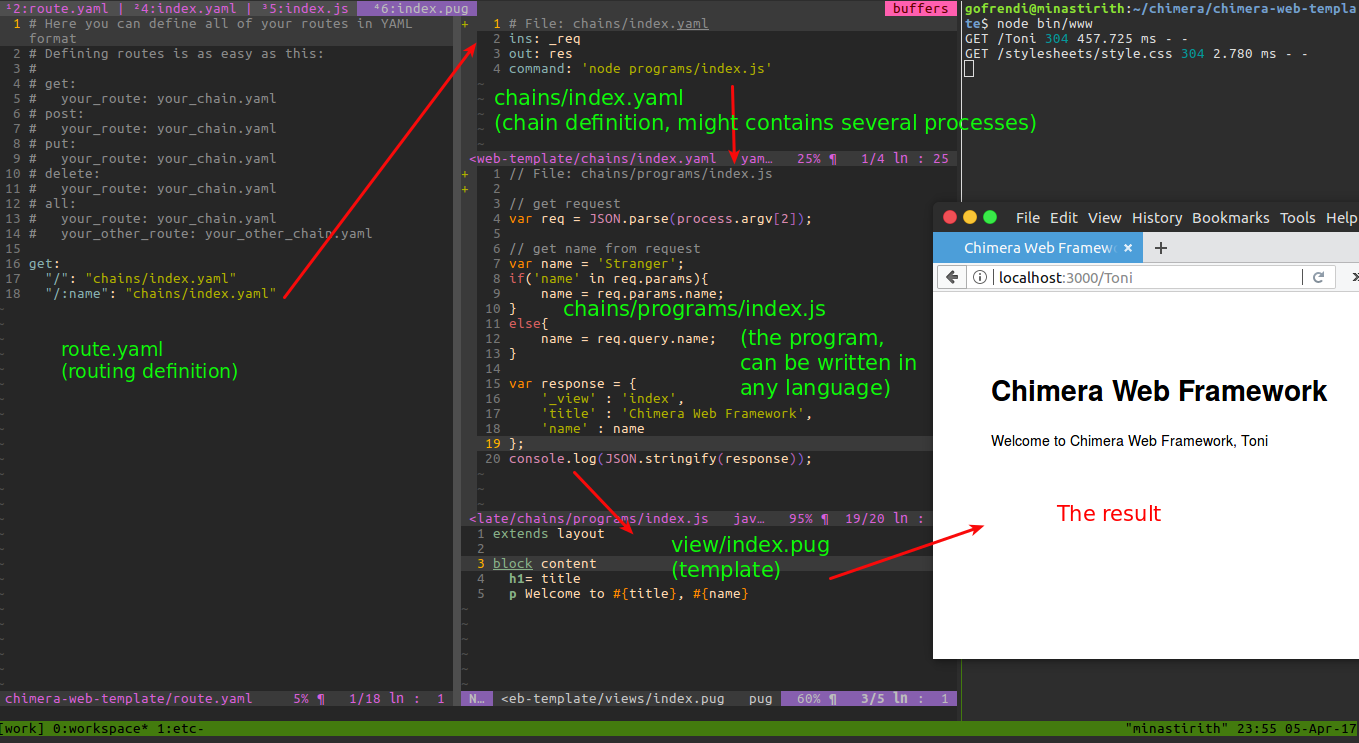 ¹2:route.yaml | ²4:index.yaml | ³5:index.js ⁴6:index.pug
buffers
1 # Here you can define all of your routes in YAML
format
2 # Defining routes is as easy as this:
3 #
4 # get:
5 #   your_route: your_chain.yaml
6 # post:
7 #   your_route: your_chain.yaml
8 # put:
9 #   your_route: your_chain.yaml
10 # delete:
11 #   your_route: your_chain.yaml
12 # all:
13 #   your_route: your_chain.yaml
14 #   your_other_route: your_other_chain.yaml
15
16 get:
17   "/": "chains/index.yaml"
18   "/:name": "chains/index.yaml"
route.yaml
(routing definition)
chimera-web-template/route.yaml 5% ¶ 1/18 ln : 1
1 # File: chains/index.yaml
2 ins: _req
3 out: res
4 command: 'node programs/index.js'
chains/index.yaml
(chain definition, might contains several processes)
<web-template/chains/index.yaml yam… 25% ¶ 1/4 ln : 25
1 // File: chains/programs/index.js
2
3 // get request
4 var req = JSON.parse(process.argv[2]);
5
6 // get name from request
7 var name = 'Stranger';
8 if('name' in req.params){
9     name = req.params.name;
10 }
11 else{
12     name = req.query.name;
13 }
14
15 var response = {
16     '_view' : 'index',
17     'title' : 'Chimera Web Framework',
18     'name' : name
19 };
20 console.log(JSON.stringify(response));
chains/programs/index.js
(the program,
can be written in
any language)
<late/chains/programs/index.js jav… 95% ¶ 19/20 ln :
1 extends layout
2
3 block content
4   h1= title
5   p Welcome to #{title}, #{name}
view/index.pug
(template)
N… <eb-template/views/index.pug pug 60% ¶ 3/5 ln : 1
gofrendi@minastirith:~/chimera/chimera-web-templa
te$ node bin/www
GET /Toni 304 457.725 ms - -
GET /stylesheets/style.css 304 2.780 ms - -
File Edit View History Bookmarks Tools Help
Chimera Web Framew × +
localhost:3000/Toni
Chimera Web Framework
Welcome to Chimera Web Framework, Toni
The result
[work] 0:workspace* 1:etc- "minastirith" 23:55 05-Apr-17